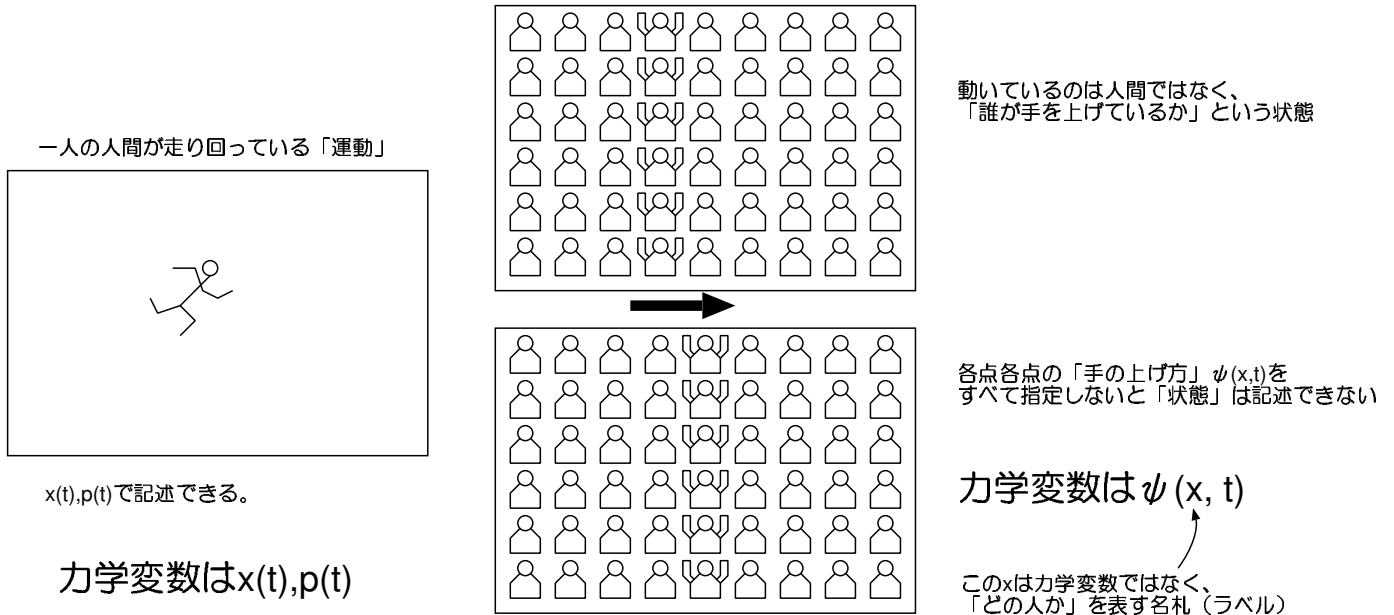 一人の人間が走り回っている「運動」
x(t),p(t)で記述できる。
力学変数はx(t),p(t)
動いているのは人間ではなく、
「誰が手を上げているか」という状態
各点各点の「手の上げ方」ψ(x,t)を
すべて指定しないと「状態」は記述できない
力学変数はψ(x, t)
このxは力学変数ではなく、
「どの人か」を表す名札（ラベル）